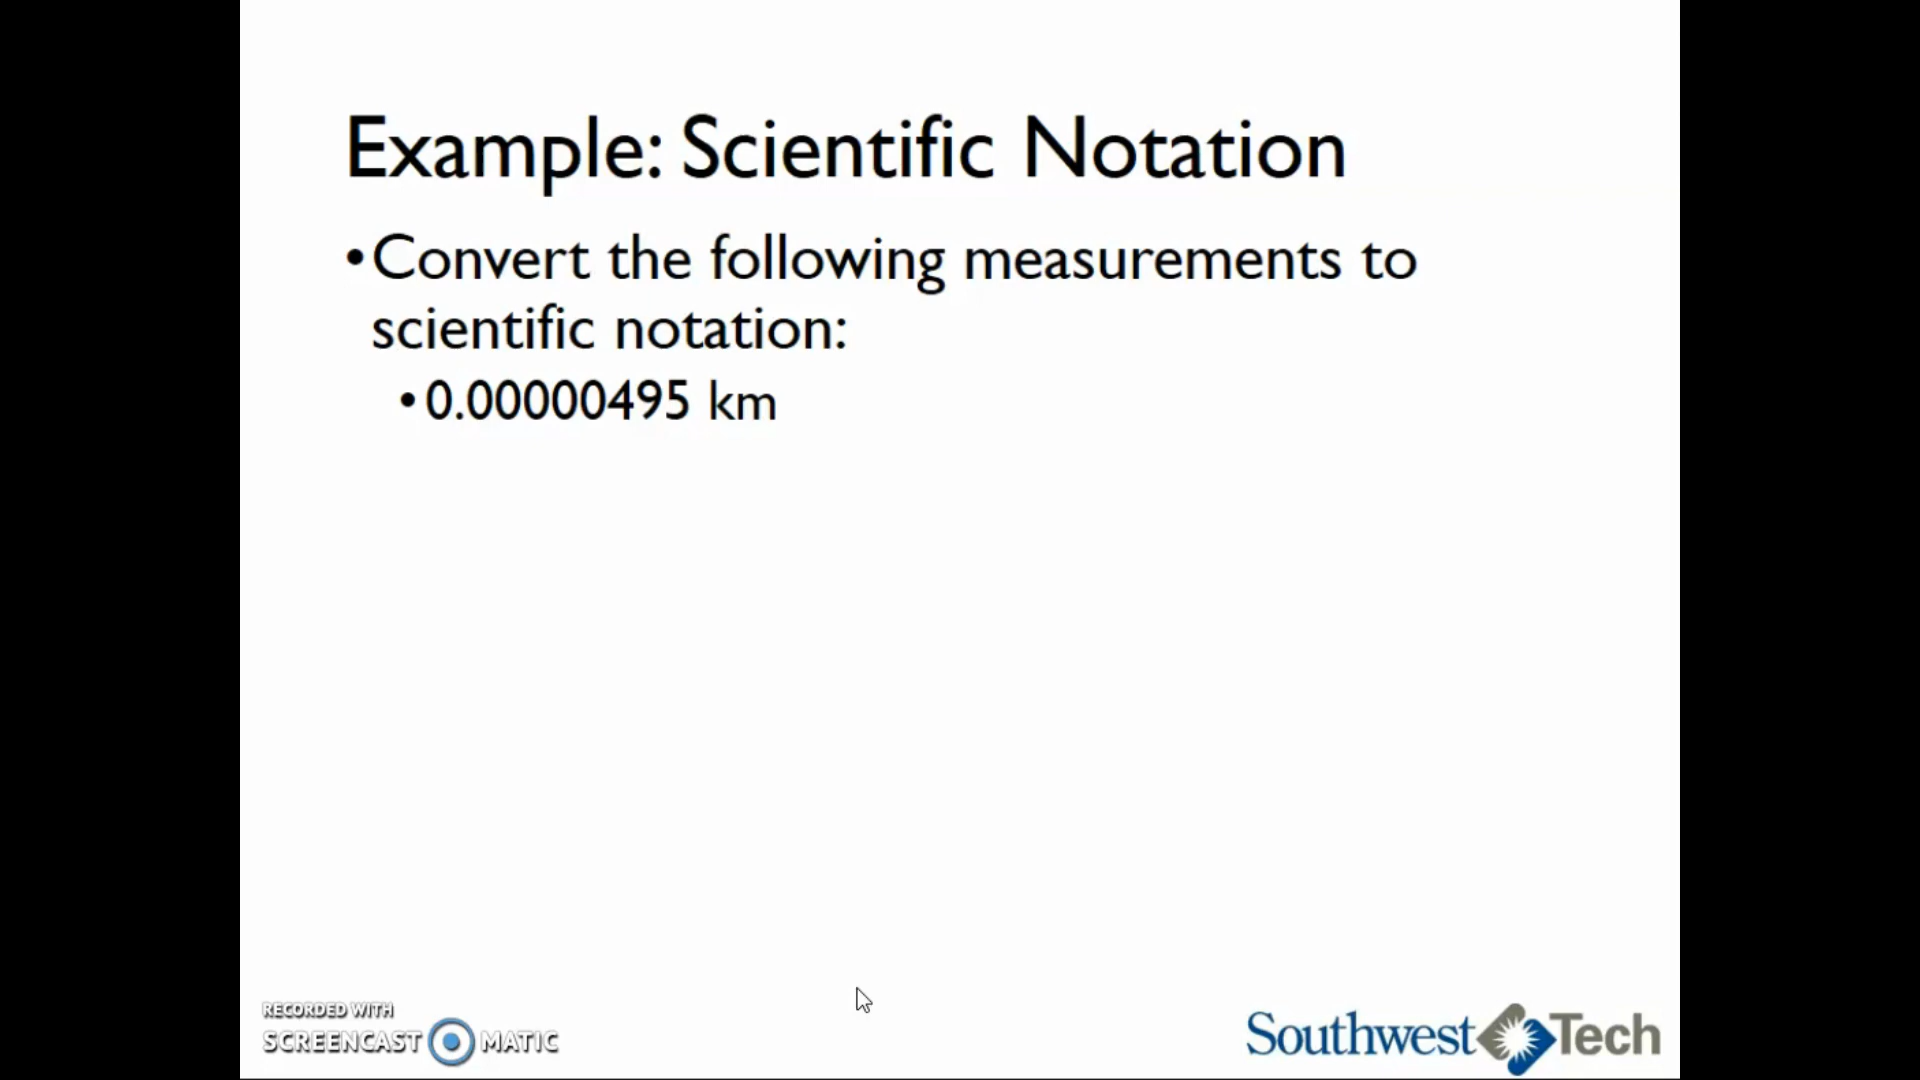 Example: Scientific Notation
•Convert the following measurements to
scientific notation:
•0.00000495 km
RECORDED WITH
SCREENCAST MATIC
Southwest Tech